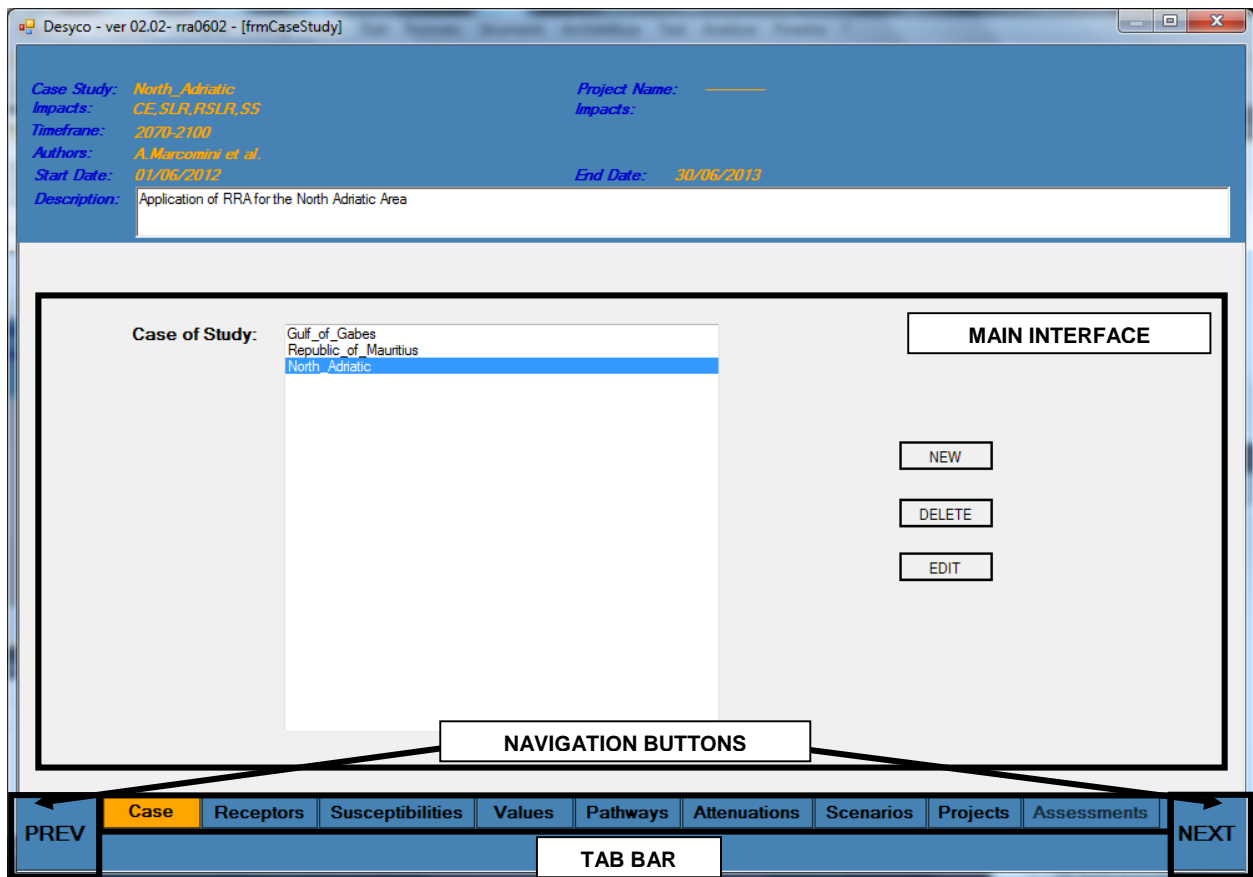 Desyco - ver 02.02- rra0602 - [frmCaseStudy]
Case Study: North_Adriatic Project Name: ————
Impacts: CE,SLR,RSLR,SS Impacts:
Timefrane: 2070-2100
Authors: A.Marcomini et al.
Start Date: 01/06/2012 End Date: 30/06/2013
Description: Application of RRA for the North Adriatic Area
Case of Study:
Gulf_of_Gabes
Republic_of_Mauritius
North_Adriatic
MAIN INTERFACE
NEW
DELETE
EDIT
NAVIGATION BUTTONS
PREV
Case Receptors Susceptibilities Values Pathways Attenuations Scenarios Projects Assessments
NEXT
TAB BAR